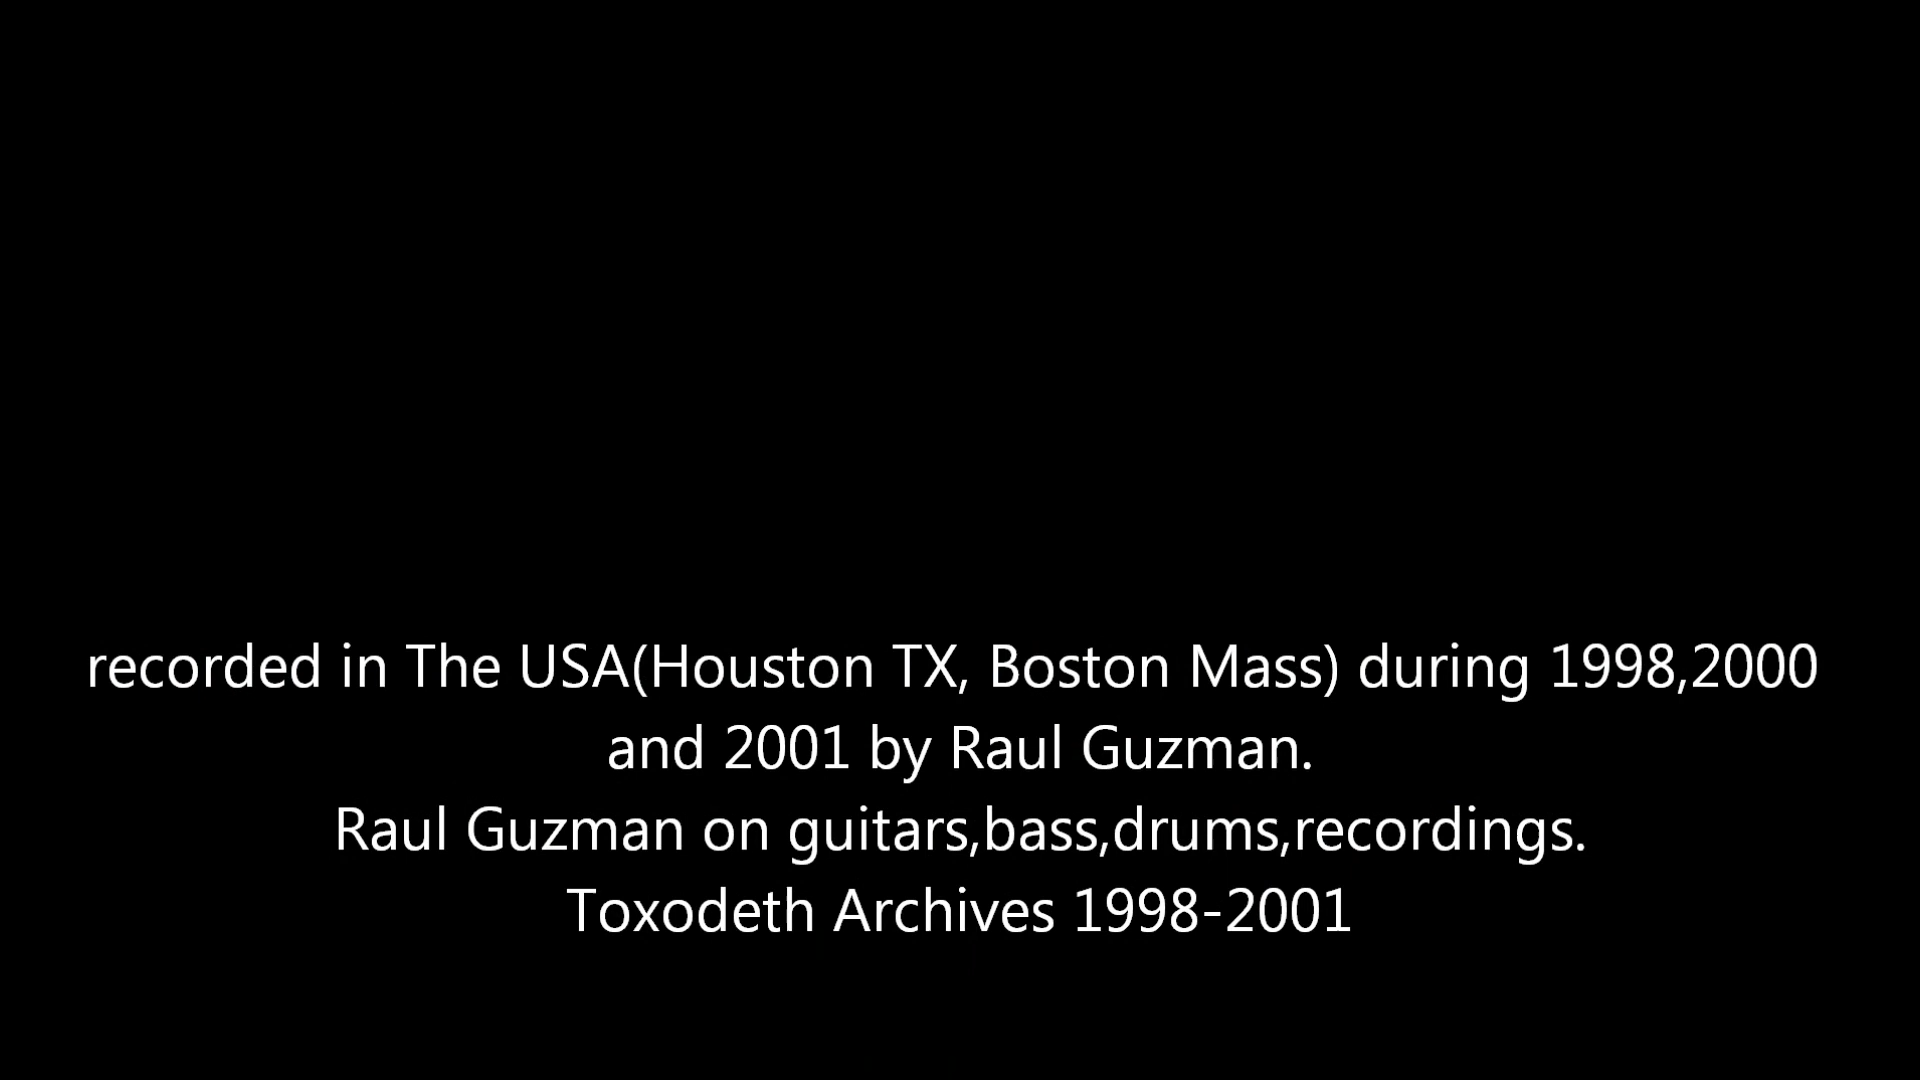 recorded in The USA(Houston TX, Boston Mass) during 1998,2000
and 2001 by Raul Guzman.
Raul Guzman on guitars,bass,drums,recordings.
Toxodeth Archives 1998-2001